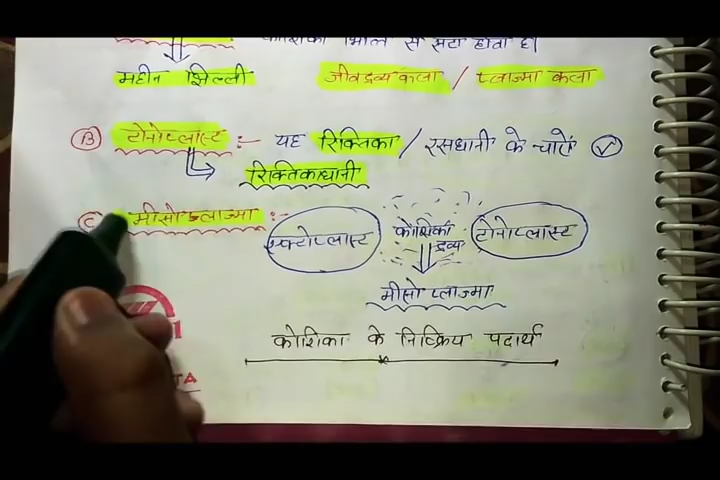 कोशिका भित्ति से सटा होता है।
महीन झिल्ली जीवद्रव्य कला / प्लाज्मा कला
(B) टोनोप्लास्ट :- यह रिक्तिका / रसधानी के चारों
रिक्तिकाधानी
(C) मीसोप्लाज्मा :-
एक्टोप्लास्ट कोशिका द्रव्य टोनोप्लास्ट
मीसोप्लाज्मा
कोशिका के निष्क्रिय पदार्थ